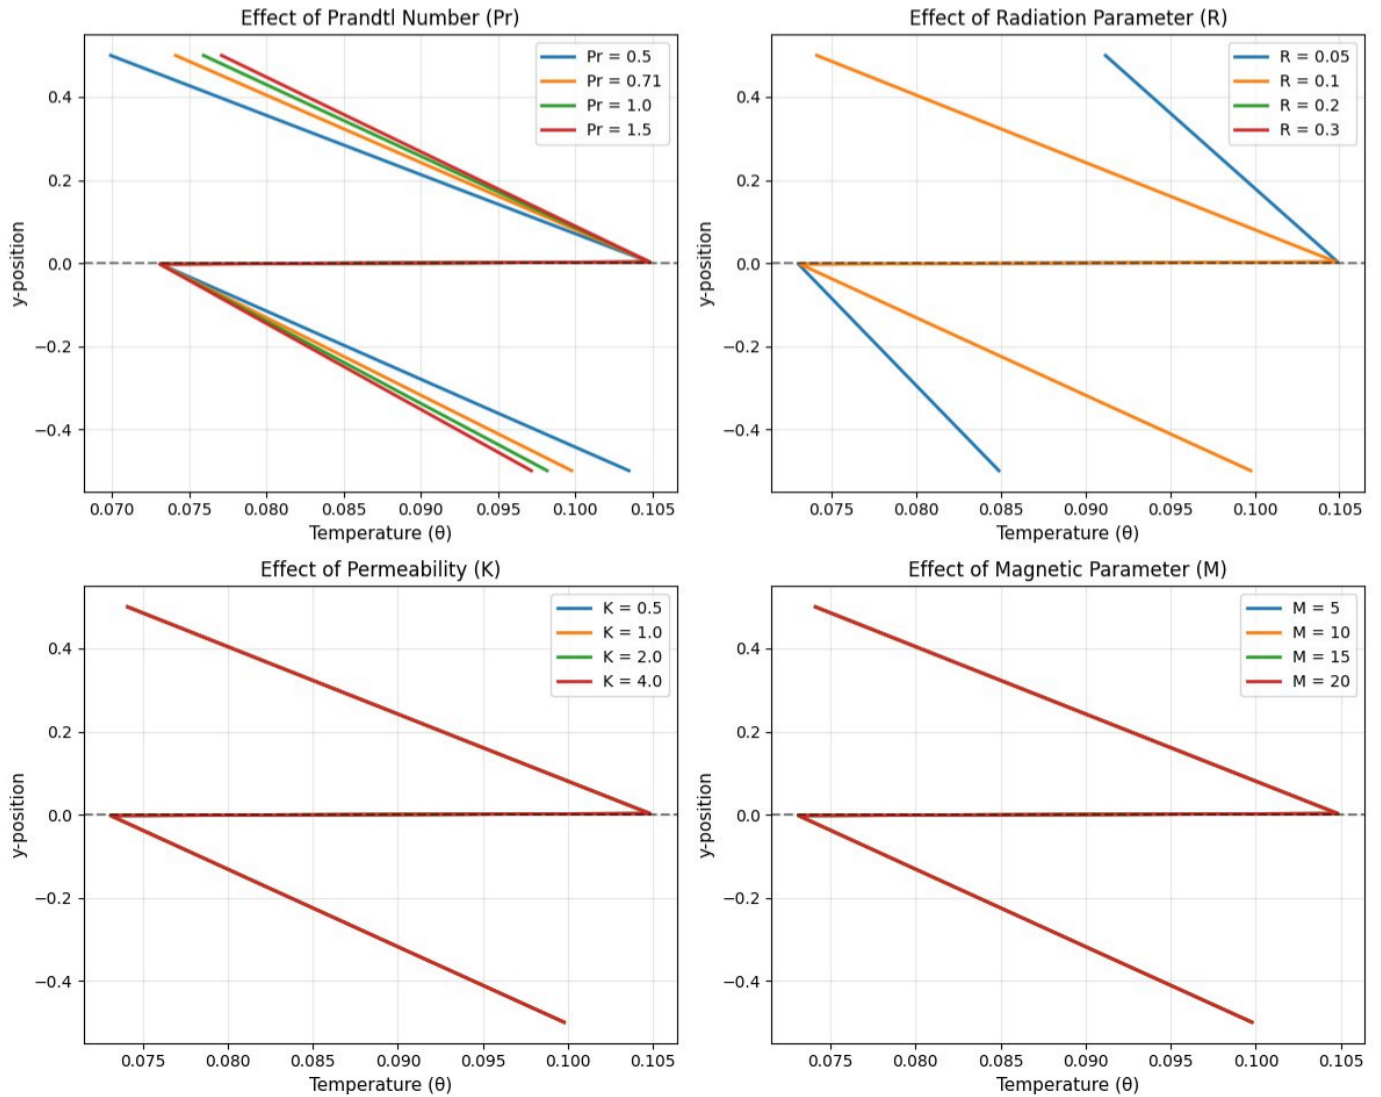 Effect of Prandtl Number (Pr)
0.4
0.2
0.0
−0.2
−0.4
y-position
0.070 0.075 0.080 0.085 0.090 0.095 0.100 0.105
Temperature (θ)
Pr = 0.5
Pr = 0.71
Pr = 1.0
Pr = 1.5
Effect of Radiation Parameter (R)
0.4
0.2
0.0
−0.2
−0.4
y-position
0.075 0.080 0.085 0.090 0.095 0.100 0.105
Temperature (θ)
R = 0.05
R = 0.1
R = 0.2
R = 0.3
Effect of Permeability (K)
0.4
0.2
0.0
−0.2
−0.4
y-position
0.075 0.080 0.085 0.090 0.095 0.100 0.105
Temperature (θ)
K = 0.5
K = 1.0
K = 2.0
K = 4.0
Effect of Magnetic Parameter (M)
0.4
0.2
0.0
−0.2
−0.4
y-position
0.075 0.080 0.085 0.090 0.095 0.100 0.105
Temperature (θ)
M = 5
M = 10
M = 15
M = 20